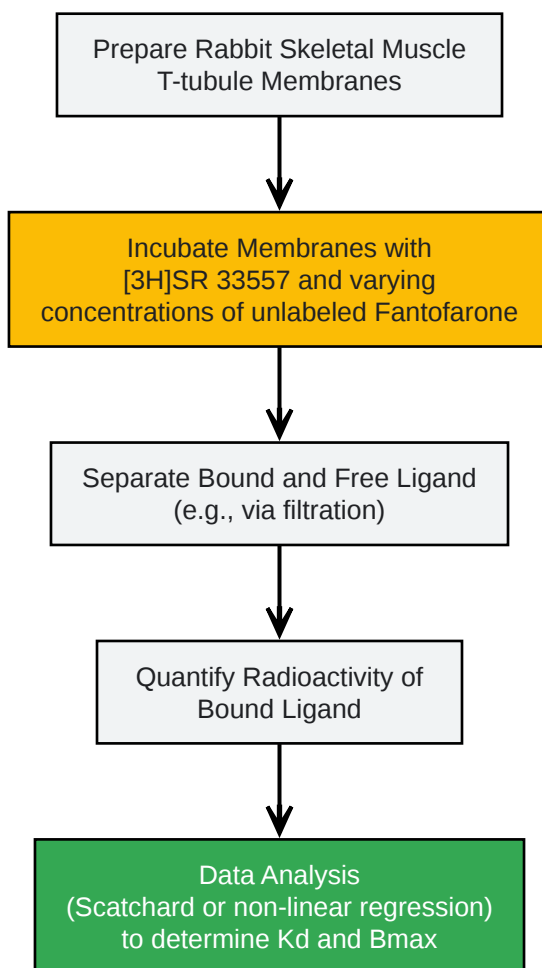 Prepare Rabbit Skeletal Muscle
T-tubule Membranes
Incubate Membranes with
[3H]SR 33557 and varying
concentrations of unlabeled Fantofarone
Separate Bound and Free Ligand
(e.g., via filtration)
Quantify Radioactivity of
Bound Ligand
Data Analysis
(Scatchard or non-linear regression)
to determine Kd and Bmax